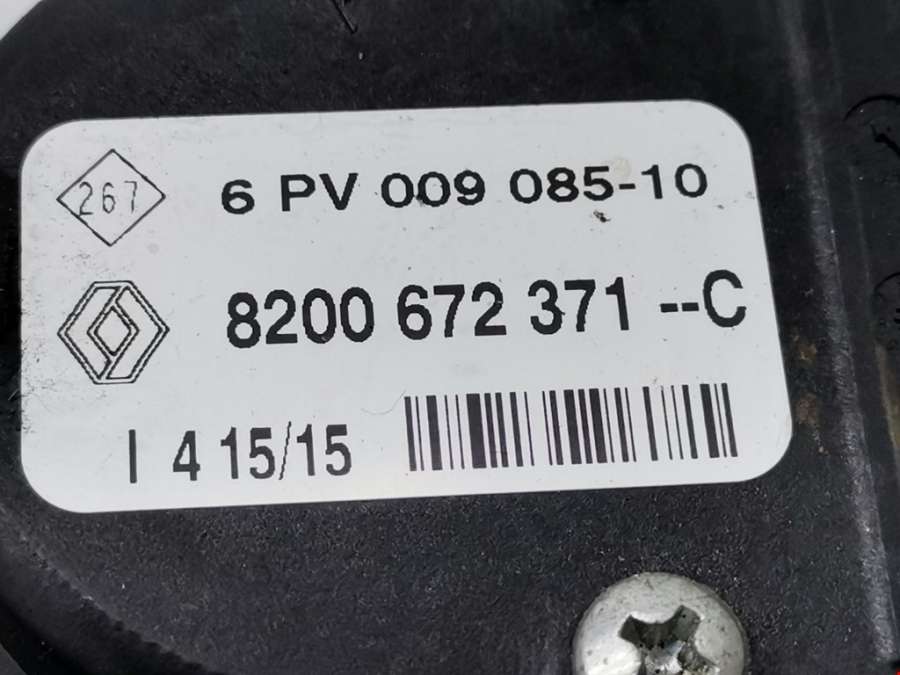 267
6 PV 009 085-10
8200 672 371 --C
I 4 15/15